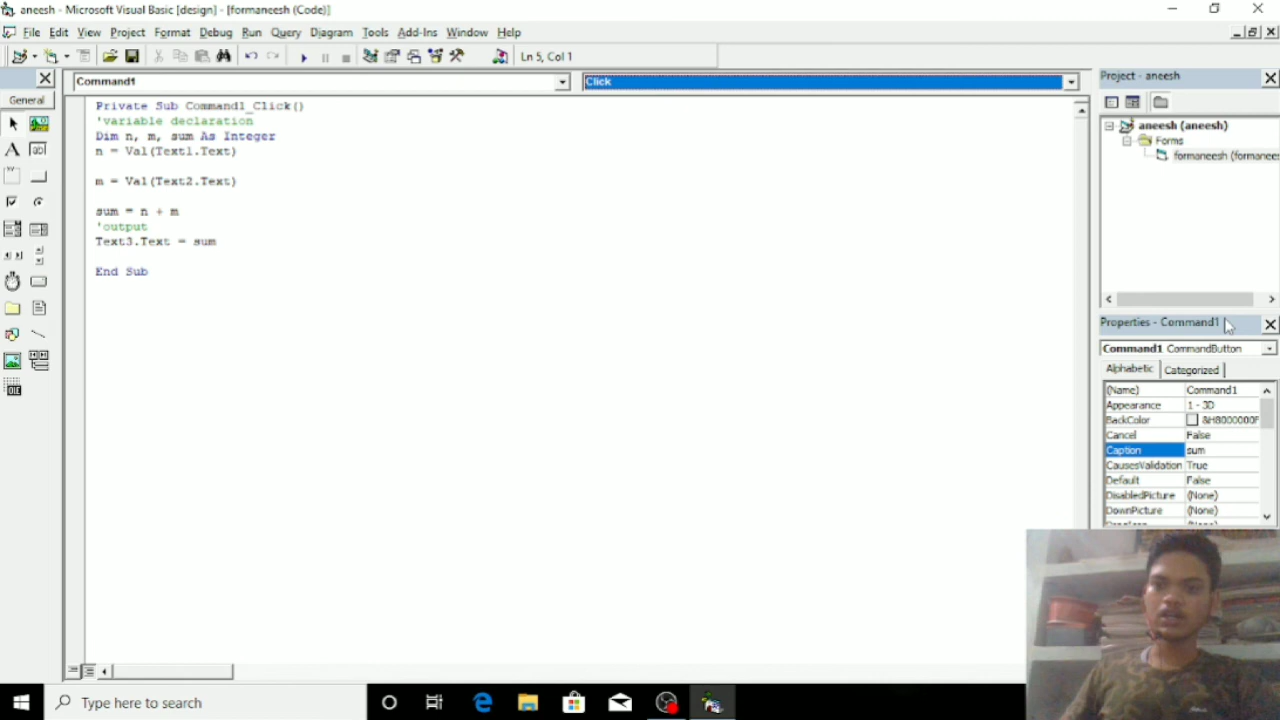 aneesh - Microsoft Visual Basic [design] - [formaneesh (Code)]
File Edit View Project Format Debug Run Query Diagram Tools Add-Ins Window Help
Ln 5, Col 1
General
Command1
Click
Private Sub Command1_Click()
'variable declaration
Dim n, m, sum As Integer
n = Val(Text1.Text)
m = Val(Text2.Text)
sum = n + m
'output
Text3.Text = sum
End Sub
Project - aneesh
aneesh (aneesh)
Forms
formaneesh (formanees
Properties - Command1
Command1 CommandButton
Alphabetic Categorized
(Name) Command1
Appearance 1 - 3D
BackColor &H8000000F
Cancel False
Caption sum
CausesValidation True
Default False
DisabledPicture (None)
DownPicture (None)
Type here to search